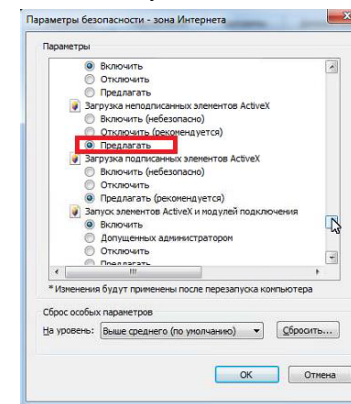 Параметры безопасности - зона Интернета
Параметры
Включить
Отключить
Предлагать
Загрузка неподписанных элементов ActiveX
Включить (небезопасно)
Отключить (рекомендуется)
Предлагать
Загрузка подписанных элементов ActiveX
Включить (небезопасно)
Отключить
Предлагать (рекомендуется)
Запуск элементов ActiveX и модулей подключения
Включить
Допущенных администратором
Отключить
Предлагать
* Изменения будут применены после перезапуска компьютера
Сброс особых параметров
На уровень: Выше среднего (по умолчанию) Сбросить...
ОК Отмена